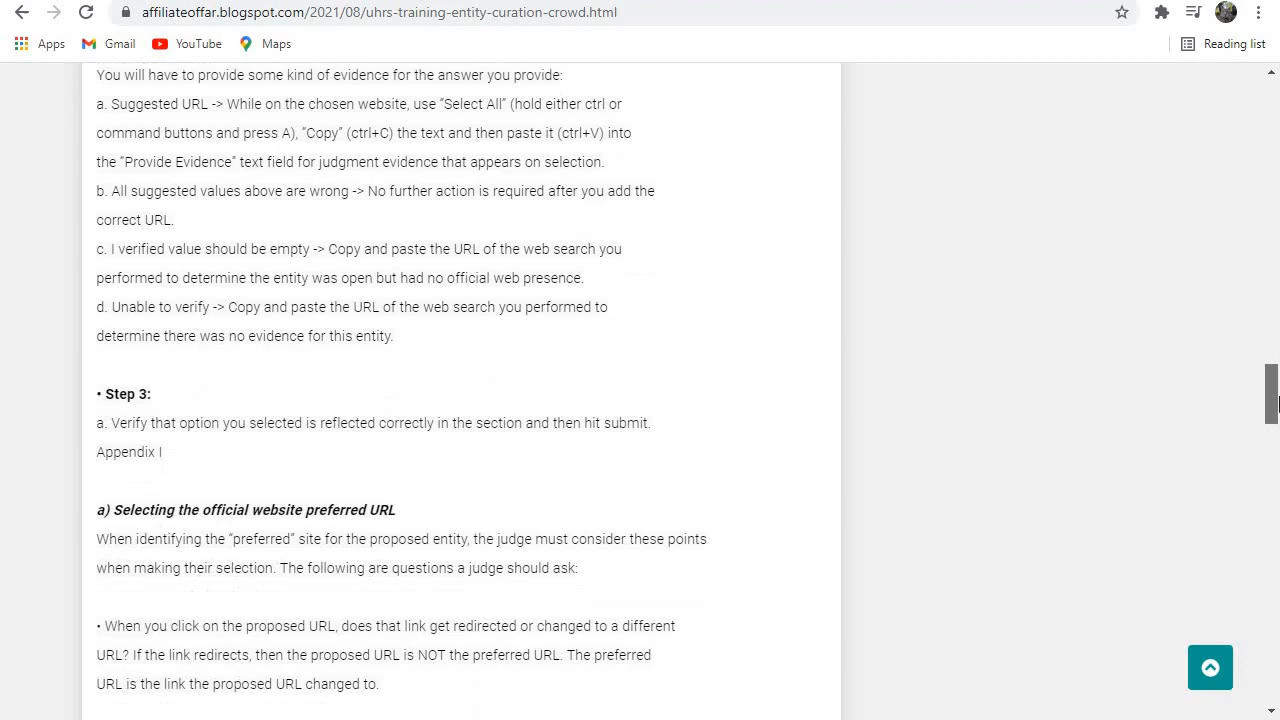 affiliateoffar.blogspot.com/2021/08/uhrs-training-entity-curation-crowd.html
Apps Gmail YouTube Maps Reading list
You will have to provide some kind of evidence for the answer you provide:
a. Suggested URL -> While on the chosen website, use “Select All” (hold either ctrl or
command buttons and press A), “Copy” (ctrl+C) the text and then paste it (ctrl+V) into
the “Provide Evidence” text field for judgment evidence that appears on selection.
b. All suggested values above are wrong -> No further action is required after you add the
correct URL.
c. I verified value should be empty -> Copy and paste the URL of the web search you
performed to determine the entity was open but had no official web presence.
d. Unable to verify -> Copy and paste the URL of the web search you performed to
determine there was no evidence for this entity.
• Step 3:
a. Verify that option you selected is reflected correctly in the section and then hit submit.
Appendix I
a) Selecting the official website preferred URL
When identifying the “preferred” site for the proposed entity, the judge must consider these points
when making their selection. The following are questions a judge should ask:
• When you click on the proposed URL, does that link get redirected or changed to a different
URL? If the link redirects, then the proposed URL is NOT the preferred URL. The preferred
URL is the link the proposed URL changed to.